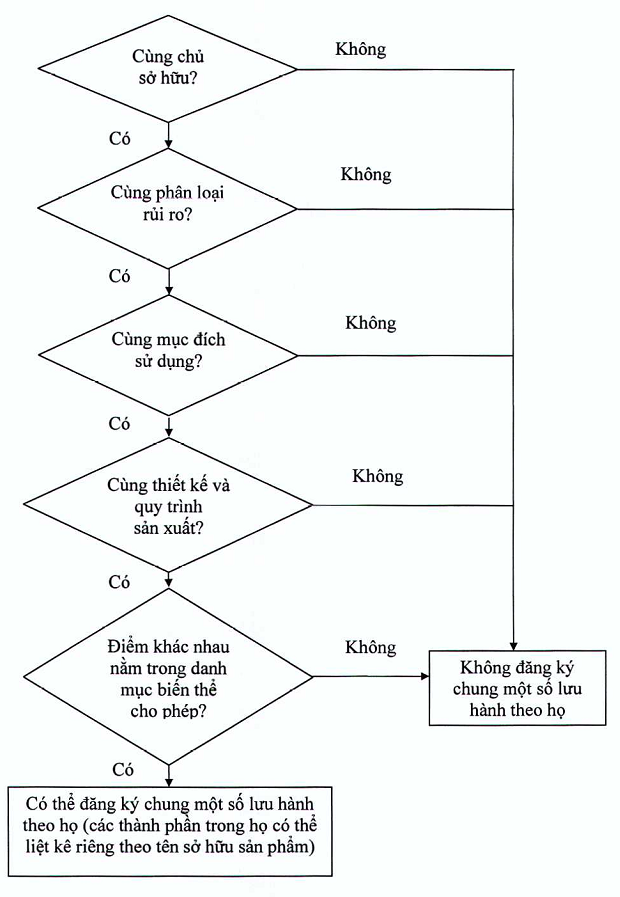 Cùng chủ
sở hữu?
Không
Có
Cùng phân loại
rủi ro?
Không
Có
Cùng mục đích
sử dụng?
Không
Có
Cùng thiết kế và
quy trình
sản xuất?
Không
Có
Điểm khác nhau
nằm trong danh
mục biến thể
cho phép?
Không
Không đăng ký
chung một số lưu
hành theo họ
Có
Có thể đăng ký chung một số lưu hành
theo họ (các thành phần trong họ có thể
liệt kê riêng theo tên sở hữu sản phẩm)